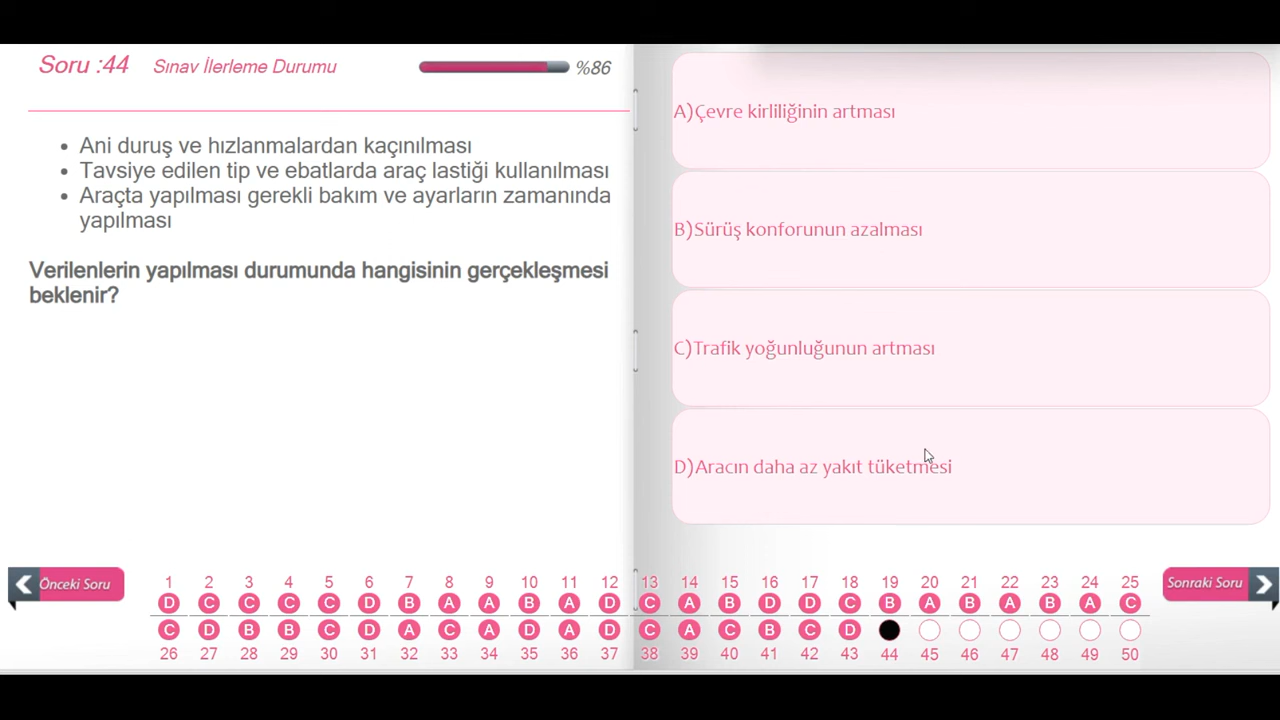 Soru :44 Sınav İlerleme Durumu %86
• Ani duruş ve hızlanmalardan kaçınılması
• Tavsiye edilen tip ve ebatlarda araç lastiği kullanılması
• Araçta yapılması gerekli bakım ve ayarların zamanında
yapılması
Verilenlerin yapılması durumunda hangisinin gerçekleşmesi
beklenir?
A)Çevre kirliliğinin artması
B)Sürüş konforunun azalması
C)Trafik yoğunluğunun artması
D)Aracın daha az yakıt tüketmesi
Önceki Soru
1 2 3 4 5 6 7 8 9 10 11 12 13 14 15 16 17 18 19 20 21 22 23 24 25
D C C C C D B A A B A D C A B D D C B A B A B A C
C D B B C D A C A D A D C A C B C D
26 27 28 29 30 31 32 33 34 35 36 37 38 39 40 41 42 43 44 45 46 47 48 49 50
Sonraki Soru